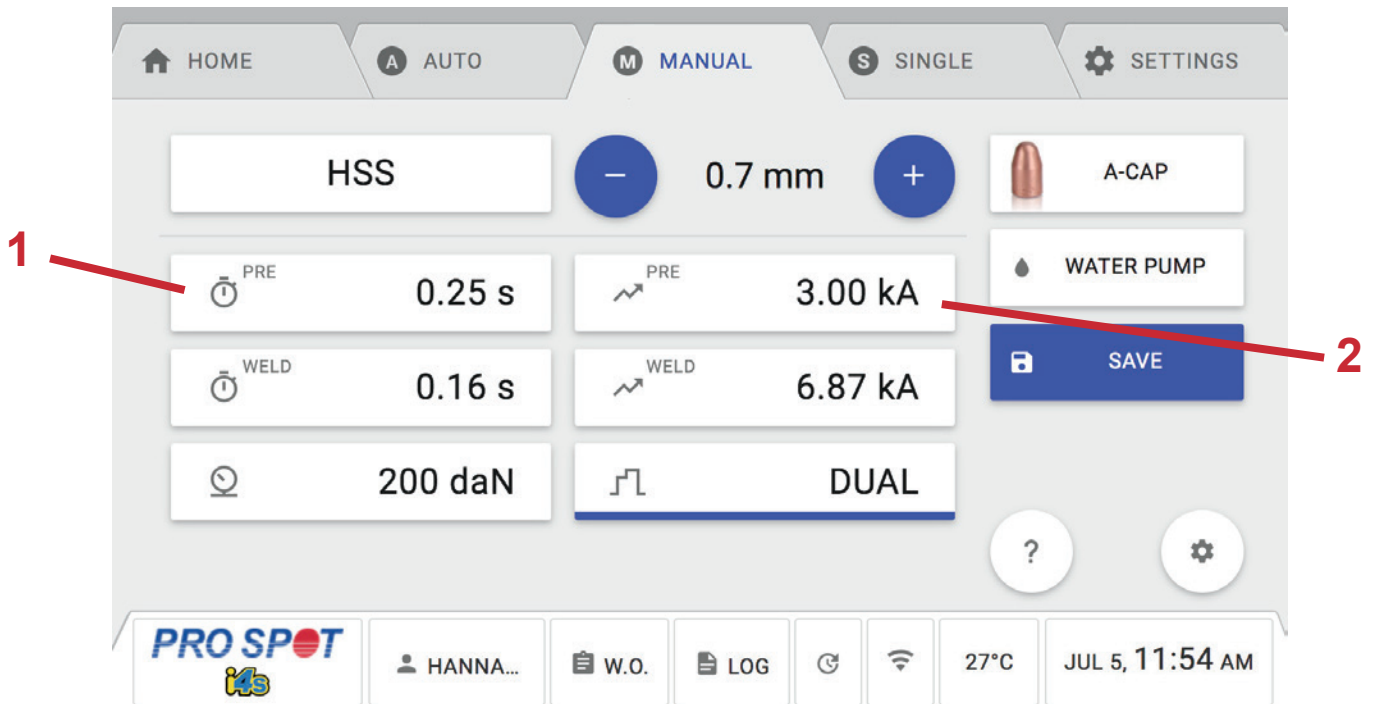 HOME
A AUTO
M MANUAL
S SINGLE
SETTINGS
HSS
- 0.7 mm +
A-CAP
1
PRE 0.25 s
PRE 3.00 kA
WATER PUMP
2
WELD 0.16 s
WELD 6.87 kA
SAVE
200 daN
DUAL
?
PRO SPOT
i4s
HANNA...
W.O.
LOG
27°C
JUL 5, 11:54 AM